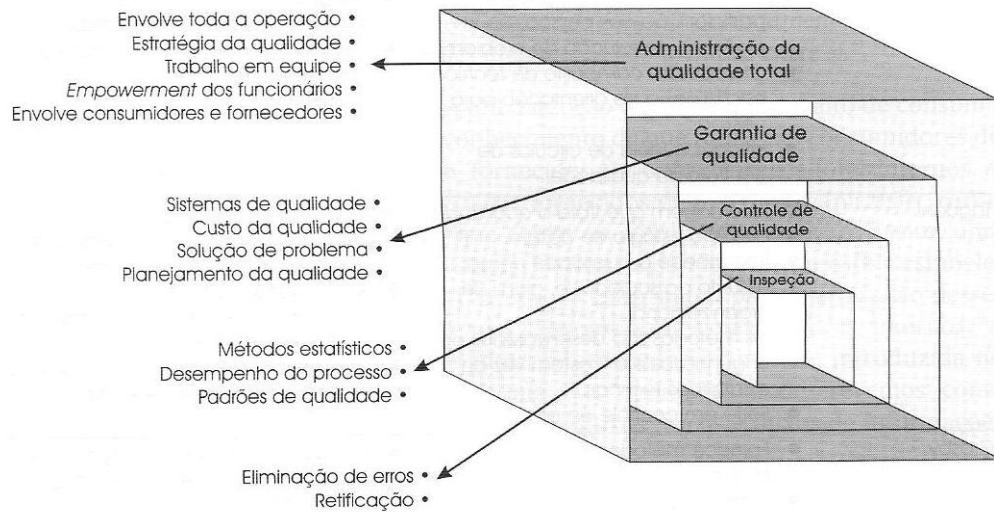 Envolve toda a operação •
Estratégia da qualidade •
Trabalho em equipe •
Empowerment dos funcionários •
Envolve consumidores e fornecedores •
Administração da
qualidade total
Garantia de
qualidade
Sistemas de qualidade •
Custo da qualidade •
Solução de problema •
Planejamento da qualidade •
Controle de
qualidade
Métodos estatísticos •
Desempenho do processo •
Padrões de qualidade •
Inspeção
Eliminação de erros •
Retificação •